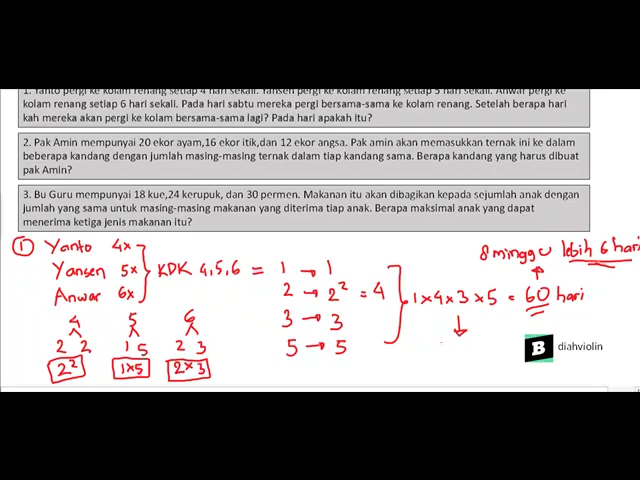 1. Yanto pergi ke kolam renang setiap 4 hari sekali. Yansen pergi ke kolam renang setiap 5 hari sekali. Anwar pergi ke
kolam renang setiap 6 hari sekali. Pada hari sabtu mereka pergi bersama-sama ke kolam renang. Setelah berapa hari
kah mereka akan pergi ke kolam bersama-sama lagi? Pada hari apakah itu?
2. Pak Amin mempunyai 20 ekor ayam,16 ekor itik,dan 12 ekor angsa. Pak amin akan memasukkan ternak ini ke dalam
beberapa kandang dengan jumlah masing-masing ternak dalam tiap kandang sama. Berapa kandang yang harus dibuat
pak Amin?
3. Bu Guru mempunyai 18 kue,24 kerupuk, dan 30 permen. Makanan itu akan dibagikan kepada sejumlah anak dengan
jumlah yang sama untuk masing-masing makanan yang diterima tiap anak. Berapa maksimal anak yang dapat
menerima ketiga jenis makanan itu?
8 minggu lebih 6 hari
① Yanto 4x
Yansen 5x } KPK 4,5,6 = 1 → 1
Anwar 6x
2 → 2² = 4 } 1 x 4 x 3 x 5 = 60 hari
3 → 3
5 → 5
4 5 6
2 2 1 5 2 3
2² 1x5 2x3
B diahviolin